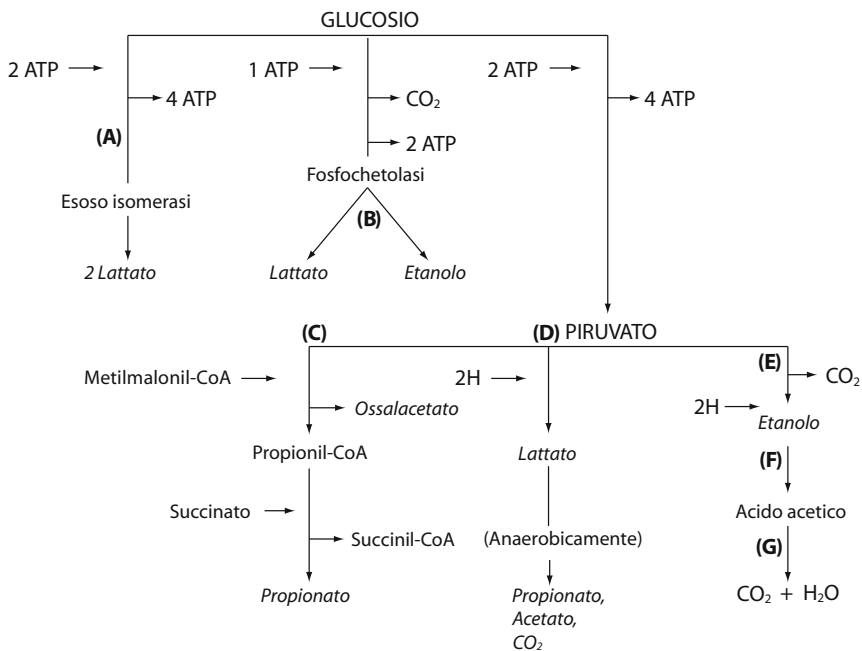 GLUCOSIO
2 ATP
1 ATP
2 ATP
4 ATP
CO₂
4 ATP
(A)
2 ATP
Fosfochetolasi
Esoso isomerasi
(B)
2 Lattato
Lattato
Etanolo
(C)
(D)
PIRUVATO
(E)
Metilmalonil-CoA
2H
CO₂
2H
Ossalacetato
Etanolo
Propionil-CoA
Lattato
(F)
Succinato
Acido acetico
Succinil-CoA
(Anaerobicamente)
(G)
Propionato
Propionato,
Acetato,
CO₂
CO₂ + H₂O